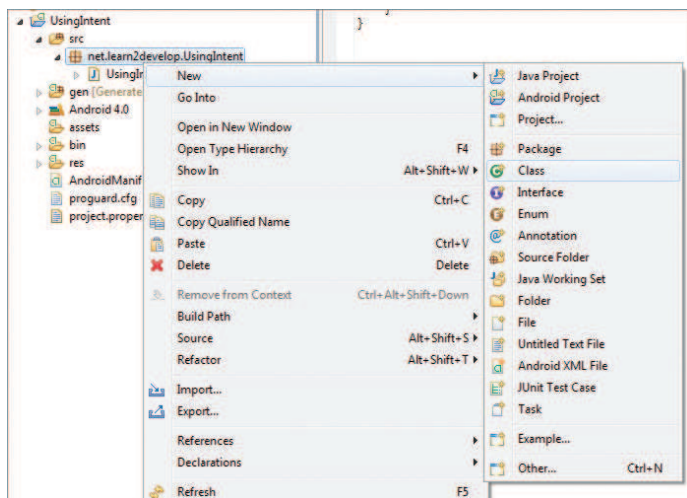 UsingIntent
src
net.learn2develop.UsingIntent
gen [Generate
Android 4.0
assets
bin
res
AndroidManif
proguard.cfg
project.proper
}
New
Go Into
Open in New Window
Open Type Hierarchy F4
Show In Alt+Shift+W
Copy Ctrl+C
Copy Qualified Name
Paste Ctrl+V
Delete Delete
Remove from Context Ctrl+Alt+Shift+Down
Build Path
Source Alt+Shift+S
Refactor Alt+Shift+T
Import...
Export...
References
Declarations
Refresh F5
Java Project
Android Project
Project...
Package
Class
Interface
Enum
Annotation
Source Folder
Java Working Set
Folder
File
Untitled Text File
Android XML File
JUnit Test Case
Task
Example...
Other... Ctrl+N